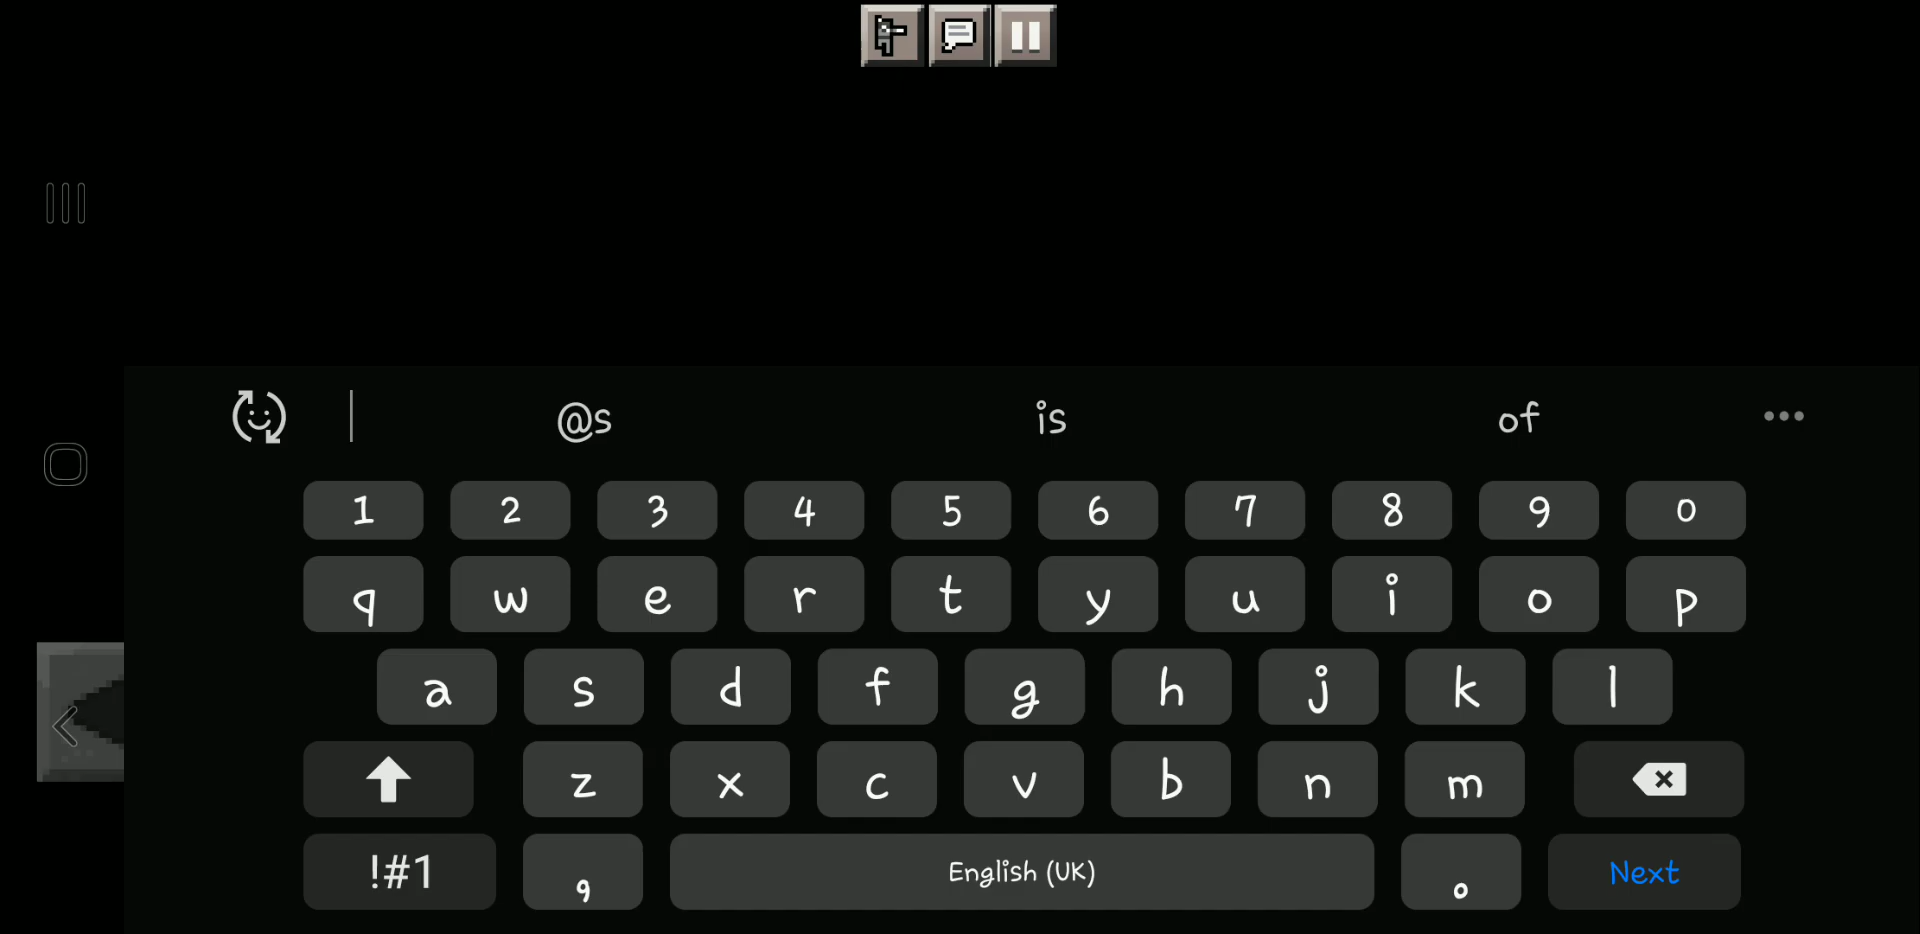 @s is of
1 2 3 4 5 6 7 8 9 0
q w e r t y u i o p
a s d f g h j k l
z x c v b n m
!#1 , English (UK) . Next